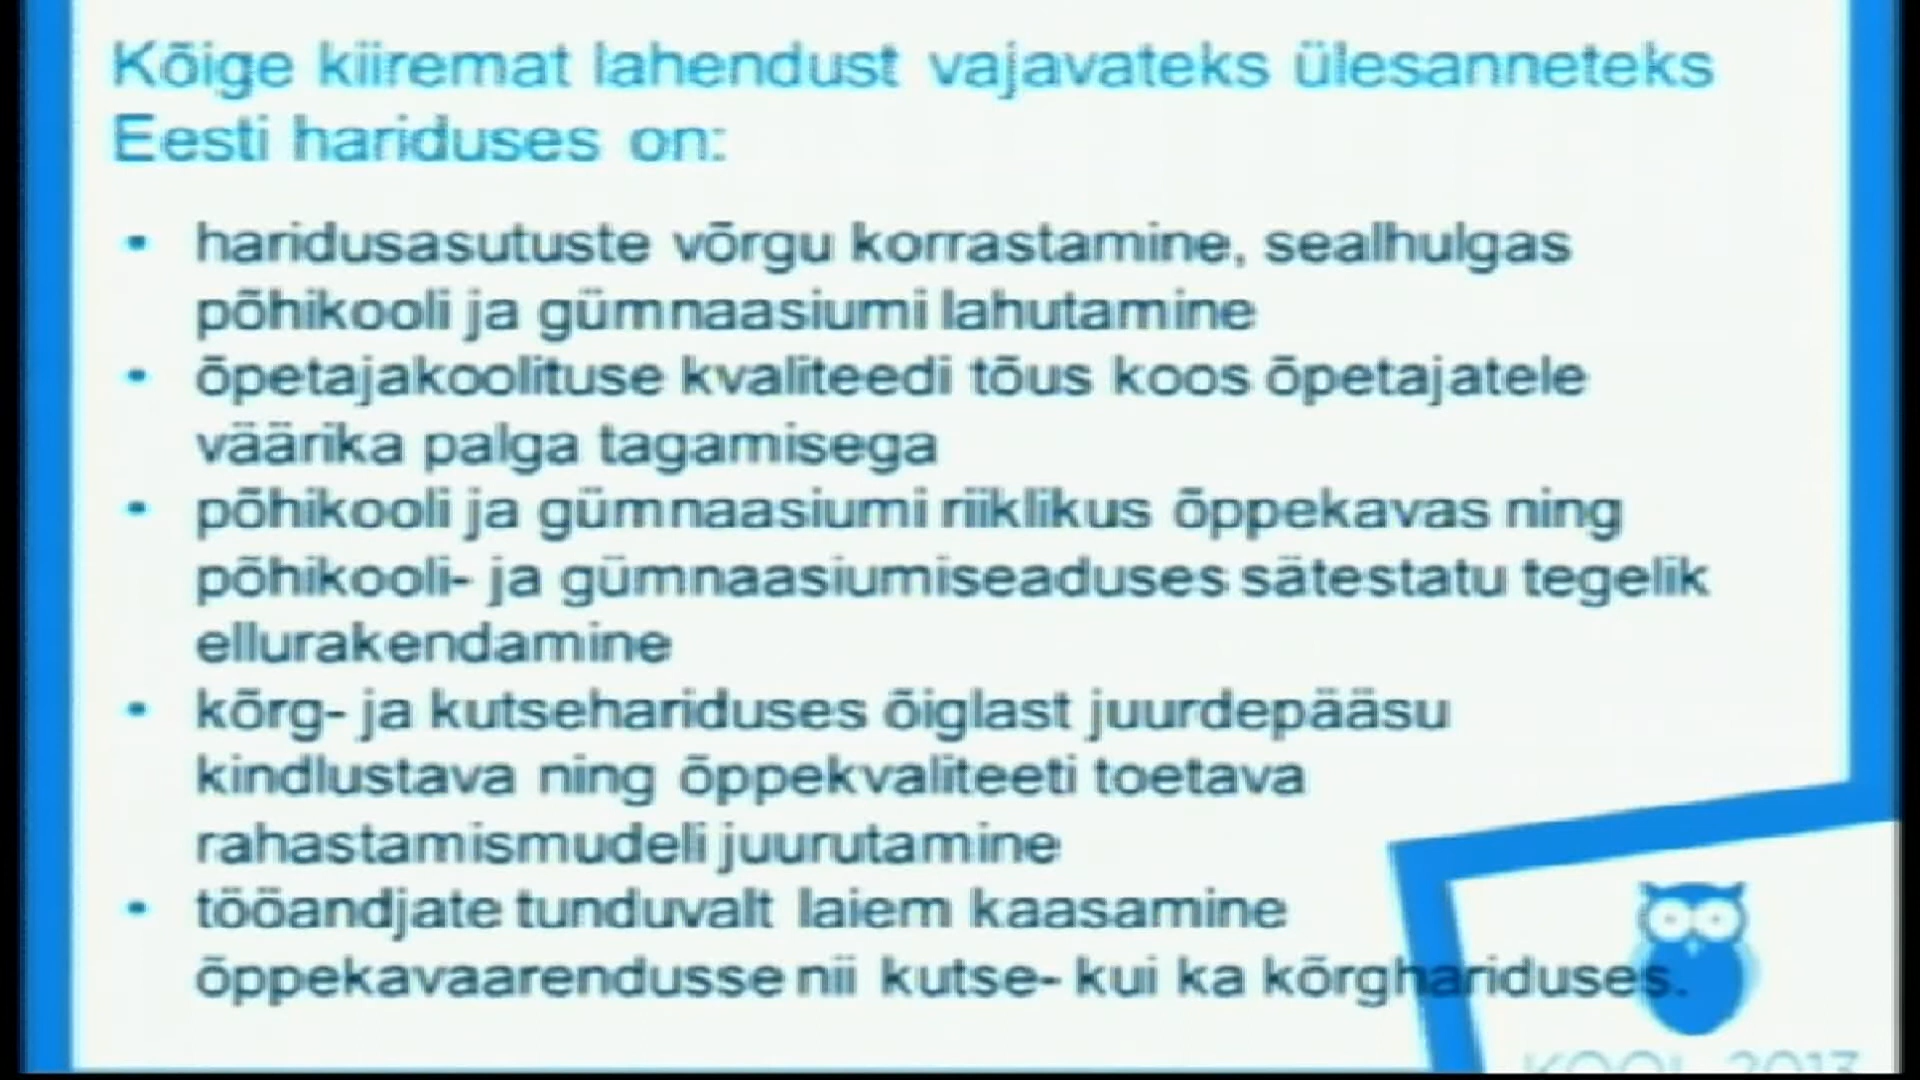 Kõige kiiremat lahendust vajavateks ülesanneteks
Eesti hariduses on:
• haridusasutuste võrgu korrastamine, sealhulgas
põhikooli ja gümnaasiumi lahutamine
• õpetajakoolituse kvaliteedi tõus koos õpetajatele
väärika palga tagamisega
• põhikooli ja gümnaasiumi riiklikus õppekavas ning
põhikooli- ja gümnaasiumiseaduses sätestatu tegelik
ellurakendamine
• kõrg- ja kutsehariduses õiglast juurdepääsu
kindlustava ning õppekvaliteeti toetava
rahastamismudeli juurutamine
• tööandjate tunduvalt laiem kaasamine
õppekavaarendusse nii kutse- kui ka kõrghariduses.
KOOL 2013